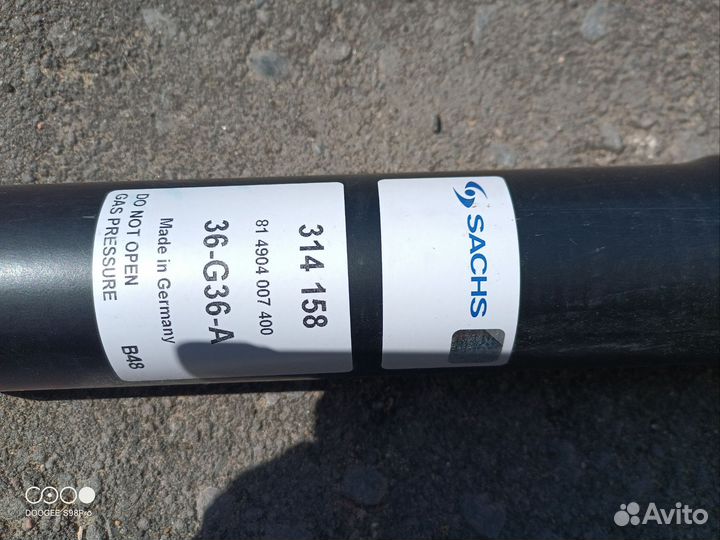 314 158
81 4904 007 400
36-G36-A
Made in Germany
DO NOT OPEN
GAS PRESSURE
B48
SACHS
DOOGEE S98Pro
Avito